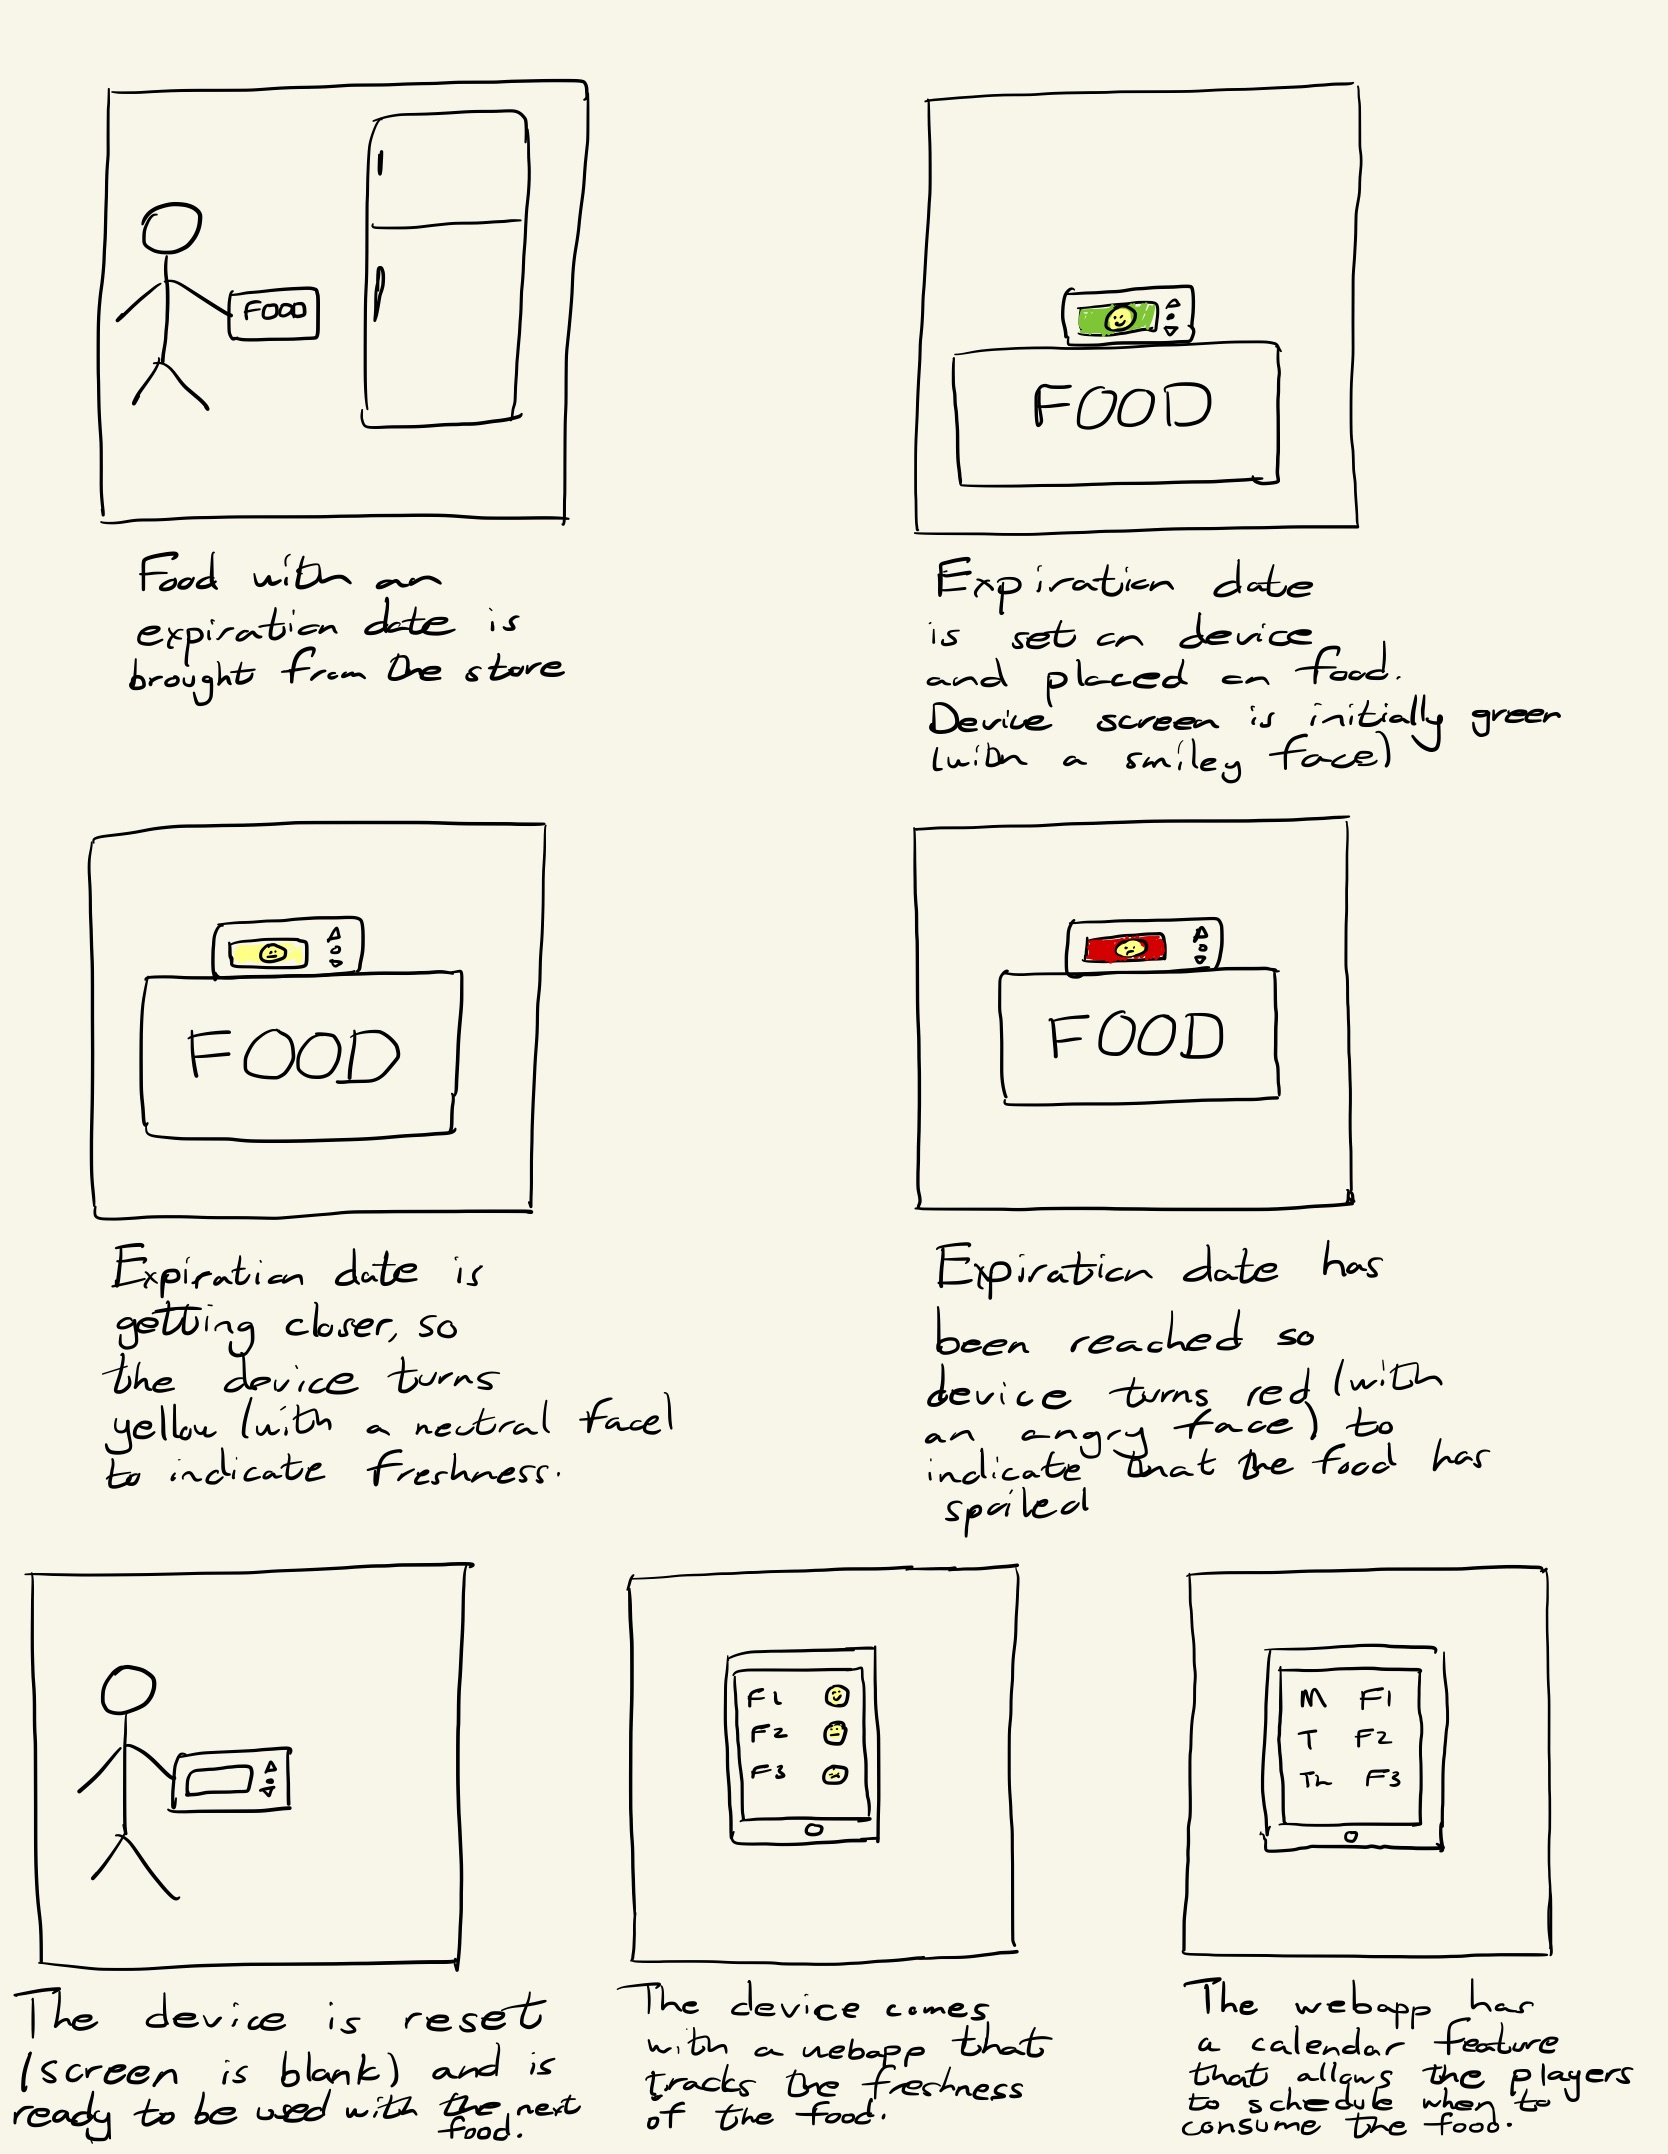 FOOD
Food with an
expiration date is
brought from the store
FOOD
Expiration date
is set on device
and placed on food.
Device screen is initially green
(with a smiley face)
FOOD
Expiration date is
getting closer, so
the device turns
yellow (with a neutral face)
to indicate freshness.
FOOD
Expiration date has
been reached so
device turns red (with
an angry face) to
indicate that the food has
spoiled
The device is reset
(screen is blank) and is
ready to be used with the next
food.
F1
F2
F3
The device comes
with a webapp that
tracks the freshness
of the food.
M F1
T F2
Th F3
The webapp has
a calendar feature
that allows the players
to schedule when to
consume the food.